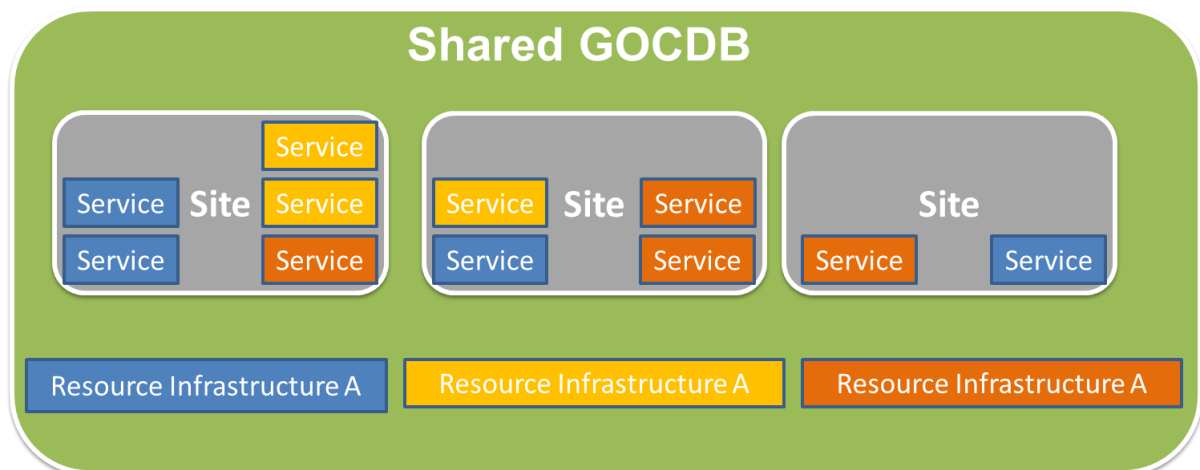 Shared GOCDB
Service
Service Site Service
Service Service
Service Site Service
Service Service
Site
Service Service
Resource Infrastructure A
Resource Infrastructure A
Resource Infrastructure A